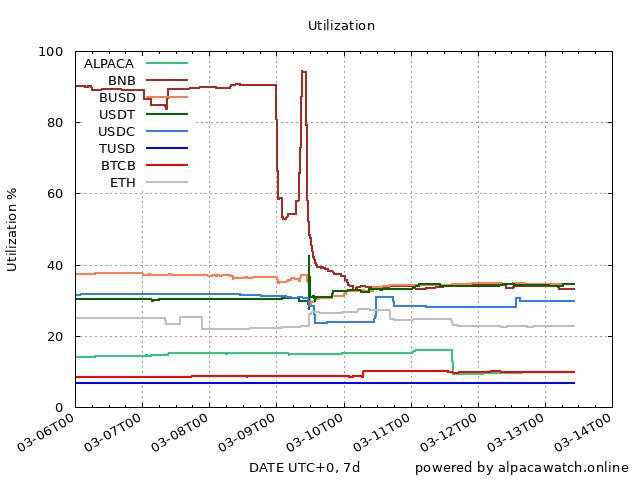 Utilization
100
80
60
40
20
0
Utilization %
ALPACA
BNB
BUSD
USDT
USDC
TUSD
BTCB
ETH
03-06T00
03-07T00
03-08T00
03-09T00
03-10T00
03-11T00
03-12T00
03-13T00
03-14T00
DATE UTC+0, 7d
powered by alpacawatch.online